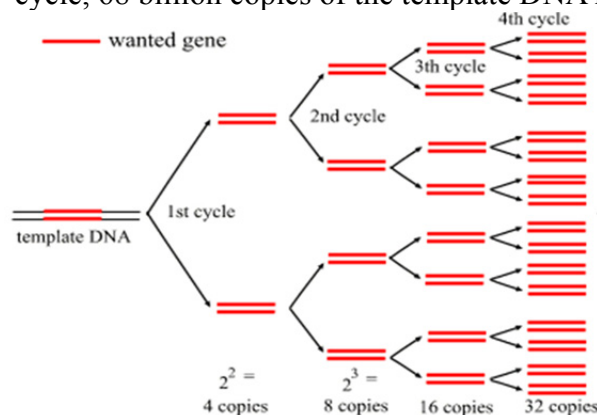 cycle, 68 billion copies of the template DNA
wanted gene
4th cycle
3th cycle
2nd cycle
1st cycle
template DNA
2² =
4 copies
2³ =
8 copies
16 copies
32 copies